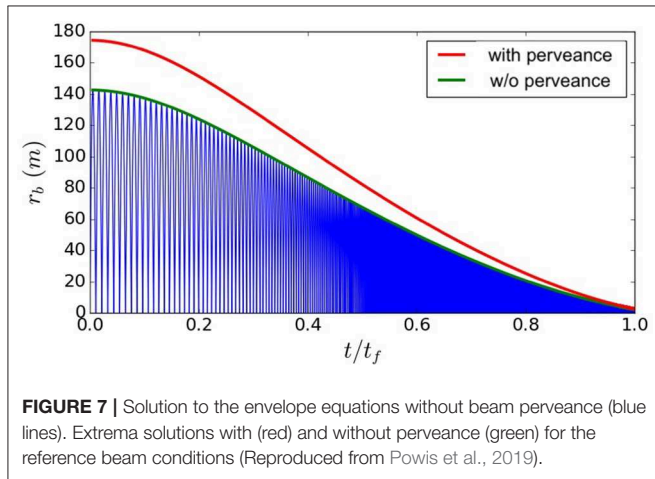 180
160
140
120
100
80
60
40
20
0
r_b (m)
with perveance
w/o perveance
0.0 0.2 0.4 0.6 0.8 1.0
t/t_f
FIGURE 7 | Solution to the envelope equations without beam perveance (blue
lines). Extrema solutions with (red) and without perveance (green) for the
reference beam conditions (Reproduced from Powis et al., 2019).